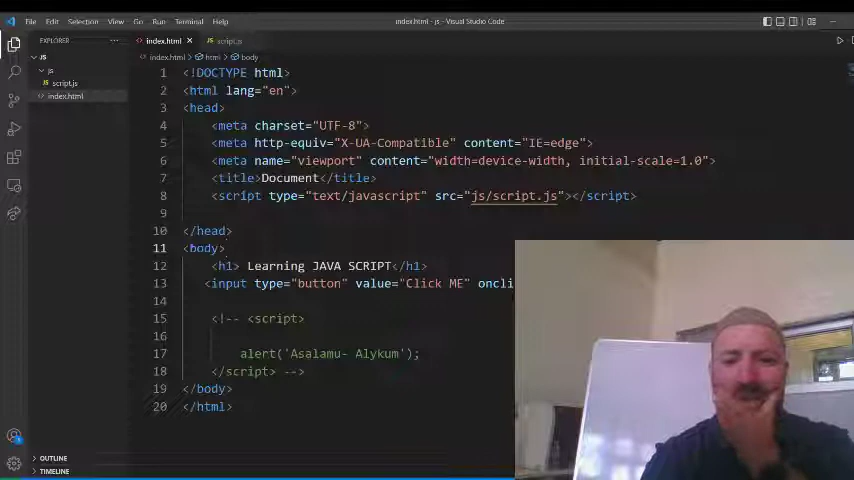 File Edit Selection View Go Run Terminal Help
index.html - js - Visual Studio Code
EXPLORER
index.html
script.js
JS
js
script.js
index.html
index.html > html > body
1 <!DOCTYPE html>
2 <html lang="en">
3 <head>
4 <meta charset="UTF-8">
5 <meta http-equiv="X-UA-Compatible" content="IE=edge">
6 <meta name="viewport" content="width=device-width, initial-scale=1.0">
7 <title>Document</title>
8 <script type="text/javascript" src="js/script.js"></script>
9
10 </head>
11 <body>
12 <h1> Learning JAVA SCRIPT</h1>
13 <input type="button" value="Click ME" oncli
14
15 <!-- <script>
16
17 alert('Asalamu- Alykum');
18 </script> -->
19 </body>
20 </html>
OUTLINE
TIMELINE